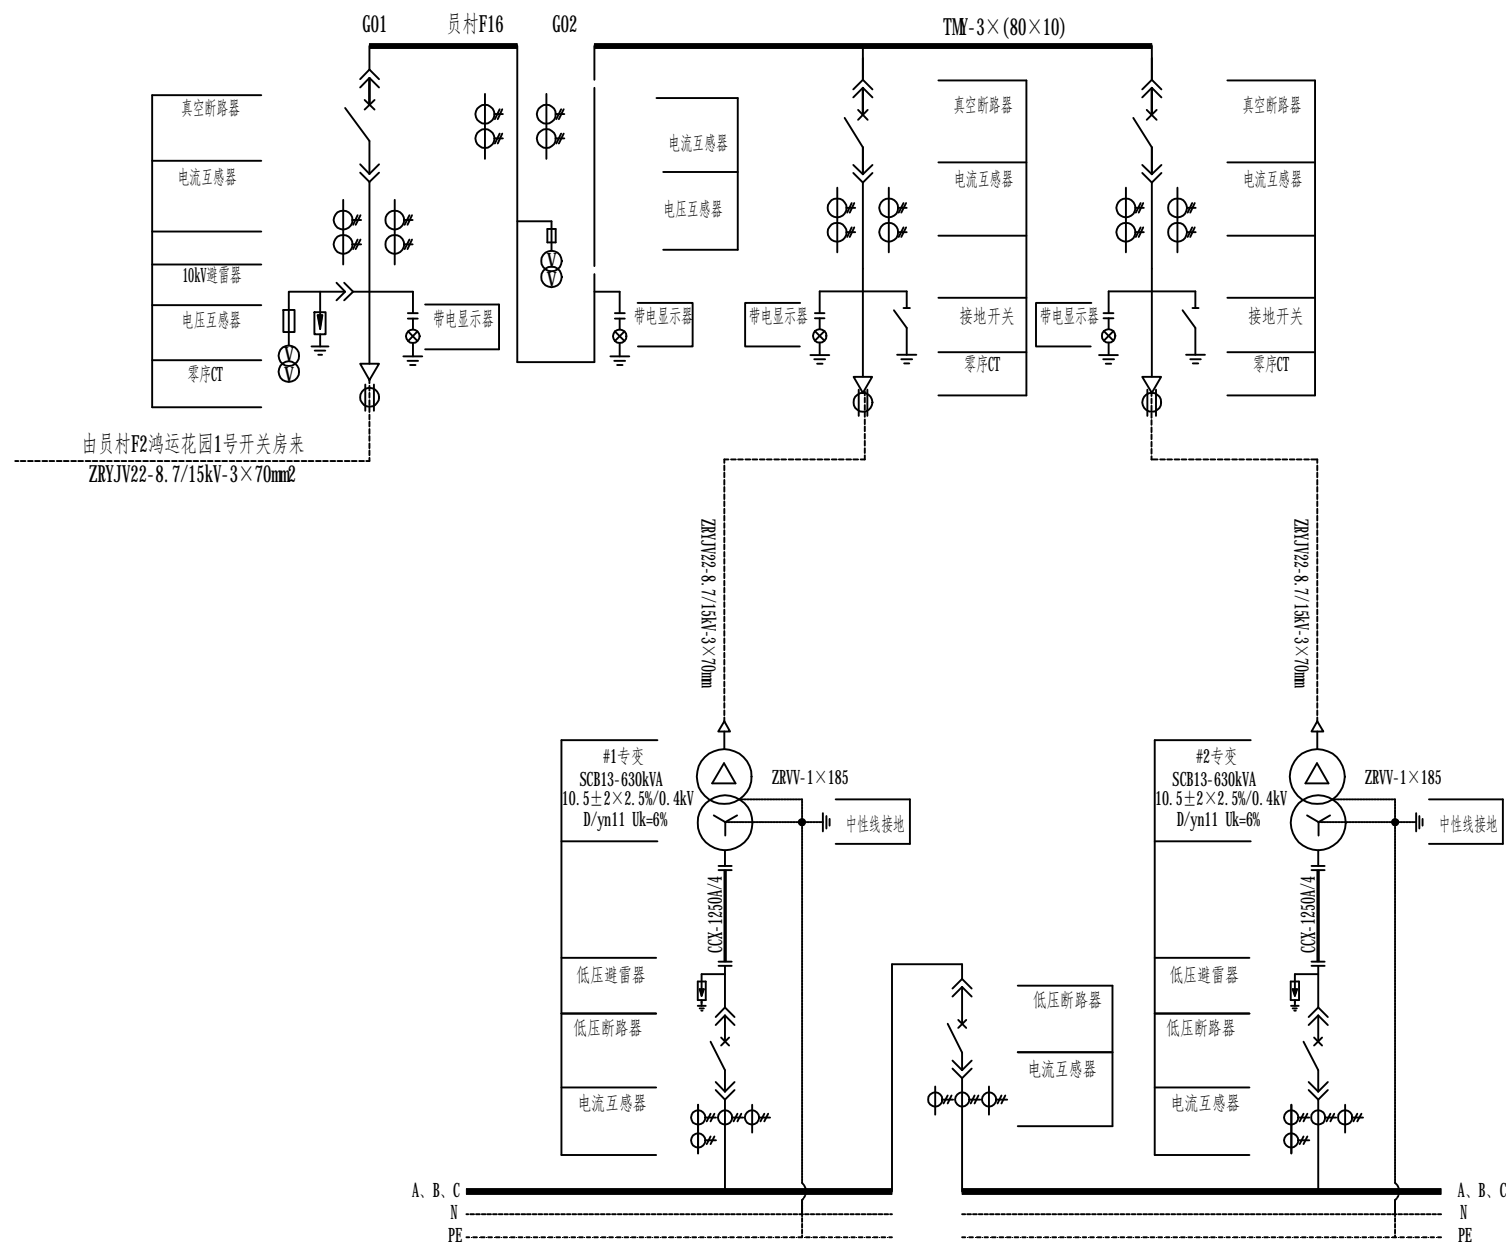 G01
员村F16
G02
TMY-3×(80×10)
真空断路器
电流互感器
10kV避雷器
电压互感器
零序CT
带电显示器
电流互感器
电压互感器
带电显示器
带电显示器
真空断路器
电流互感器
接地开关
零序CT
带电显示器
真空断路器
电流互感器
接地开关
零序CT
由员村F2鸿运花园1号开关房来
ZRYJV22-8.7/15kV-3×70mm2
ZRYJV22-8.7/15kV-3×70mm
ZRYJV22-8.7/15kV-3×70mm
#1专变
SCB13-630kVA
10.5±2×2.5%/0.4kV
D/yn11 Uk=6%
ZRVV-1×185
中性线接地
CCX-1250A/4
低压避雷器
低压断路器
电流互感器
低压断路器
电流互感器
#2专变
SCB13-630kVA
10.5±2×2.5%/0.4kV
D/yn11 Uk=6%
ZRVV-1×185
中性线接地
CCX-1250A/4
低压避雷器
低压断路器
电流互感器
A、B、C
N
PE
A、B、C
N
PE